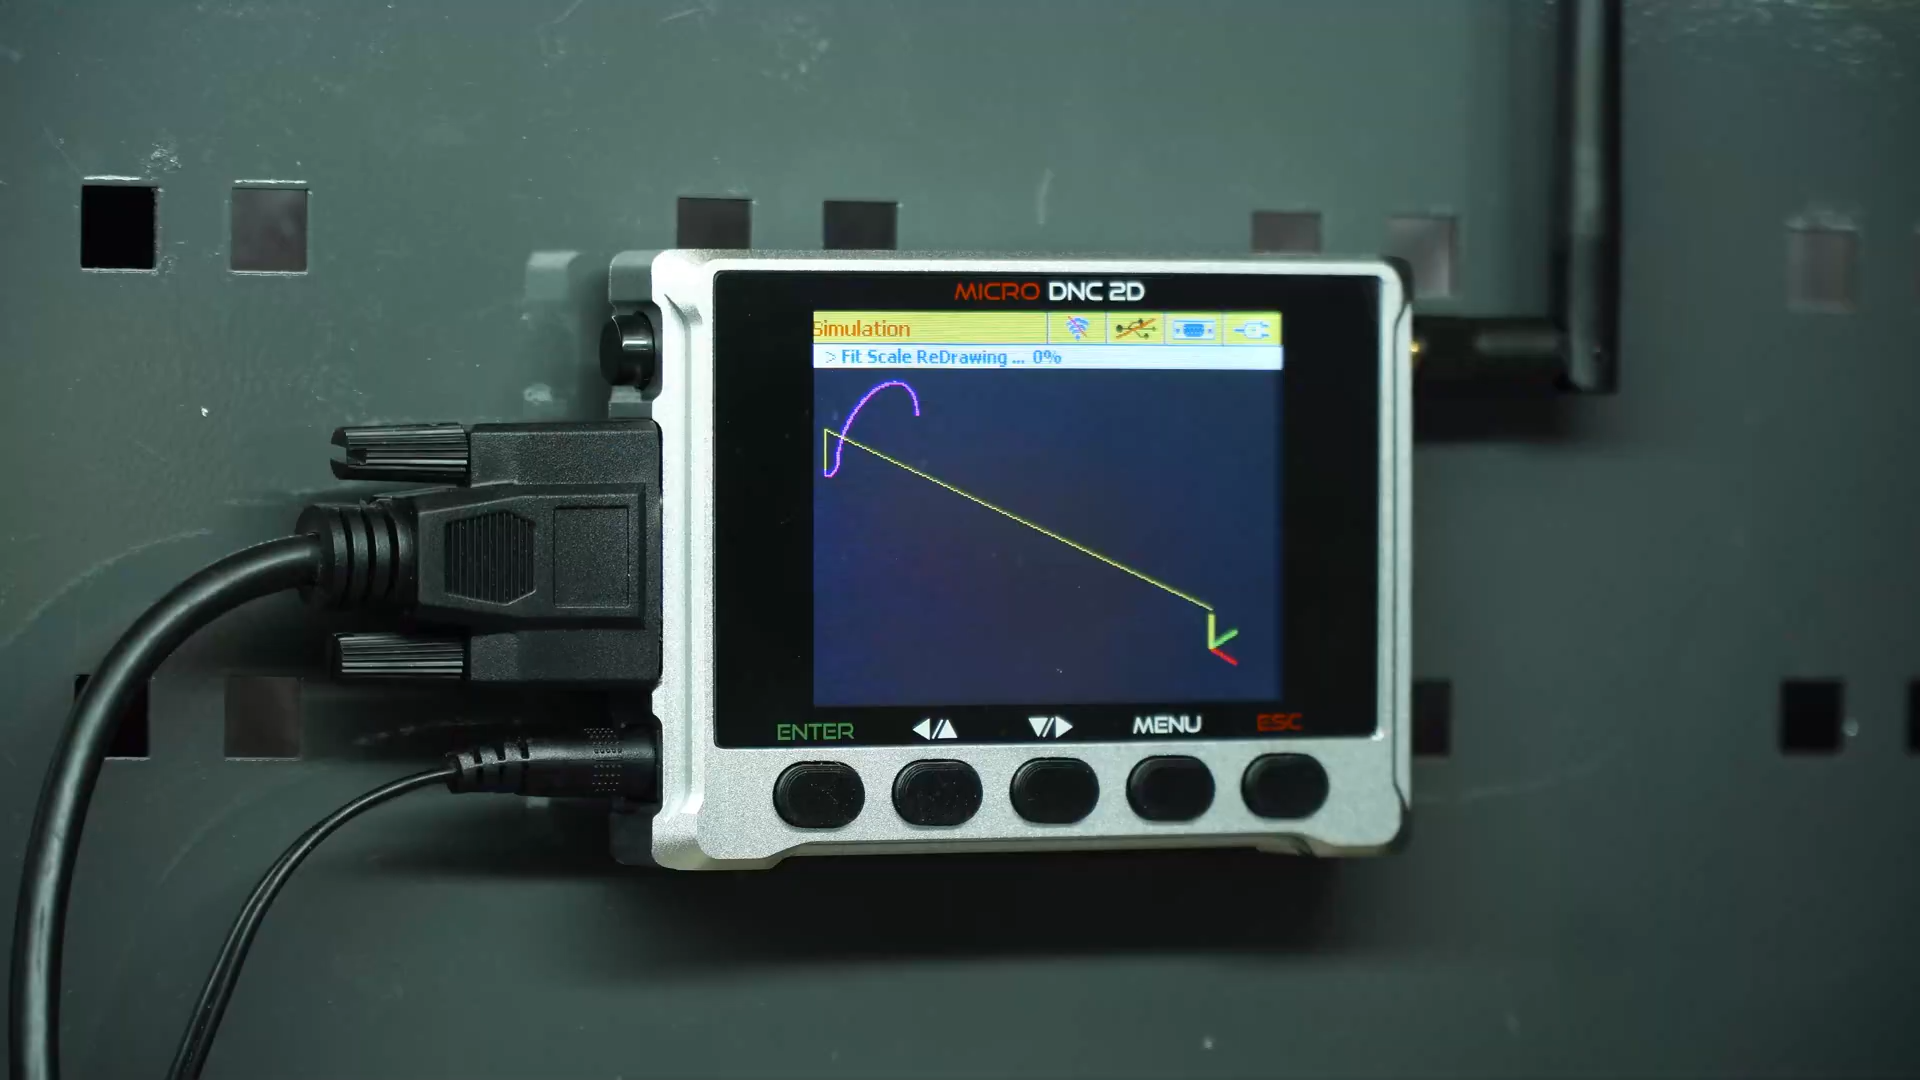 MICRO DNC 2D
Simulation
> Fit Scale ReDrawing ... 0%
ENTER
◀/▲
▼/▶
MENU
ESC